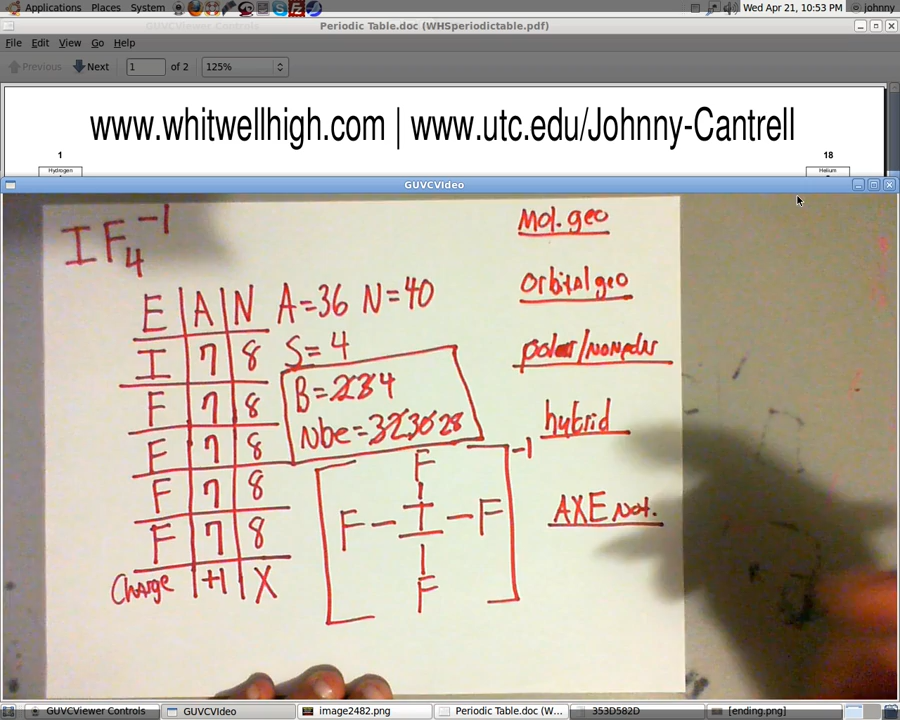 Applications Places System Wed Apr 21, 10:53 PM johnny
GUVCViewer Controls
Periodic Table.doc (WHSperiodictable.pdf)
File Edit View Go Help
Previous Next 1 of 2 125%
www.whitwellhigh.com | www.utc.edu/Johnny-Cantrell
1 18
Hydrogen Helium
GUVCVideo
IF4-1
Mol. geo
E A N A=36 N=40
orbital geo
I 7 8 S=4
polar/nonpolar
F 7 8 B=234
hybrid
F 7 8 Nbe=323028
F 7 8
F 7 8
Charge +1 X
F -1
F - I - F
F
AXE Not.
GUVCViewer Controls GUVCVideo image2482.png Periodic Table.doc (W... 353D582D [ending.png]